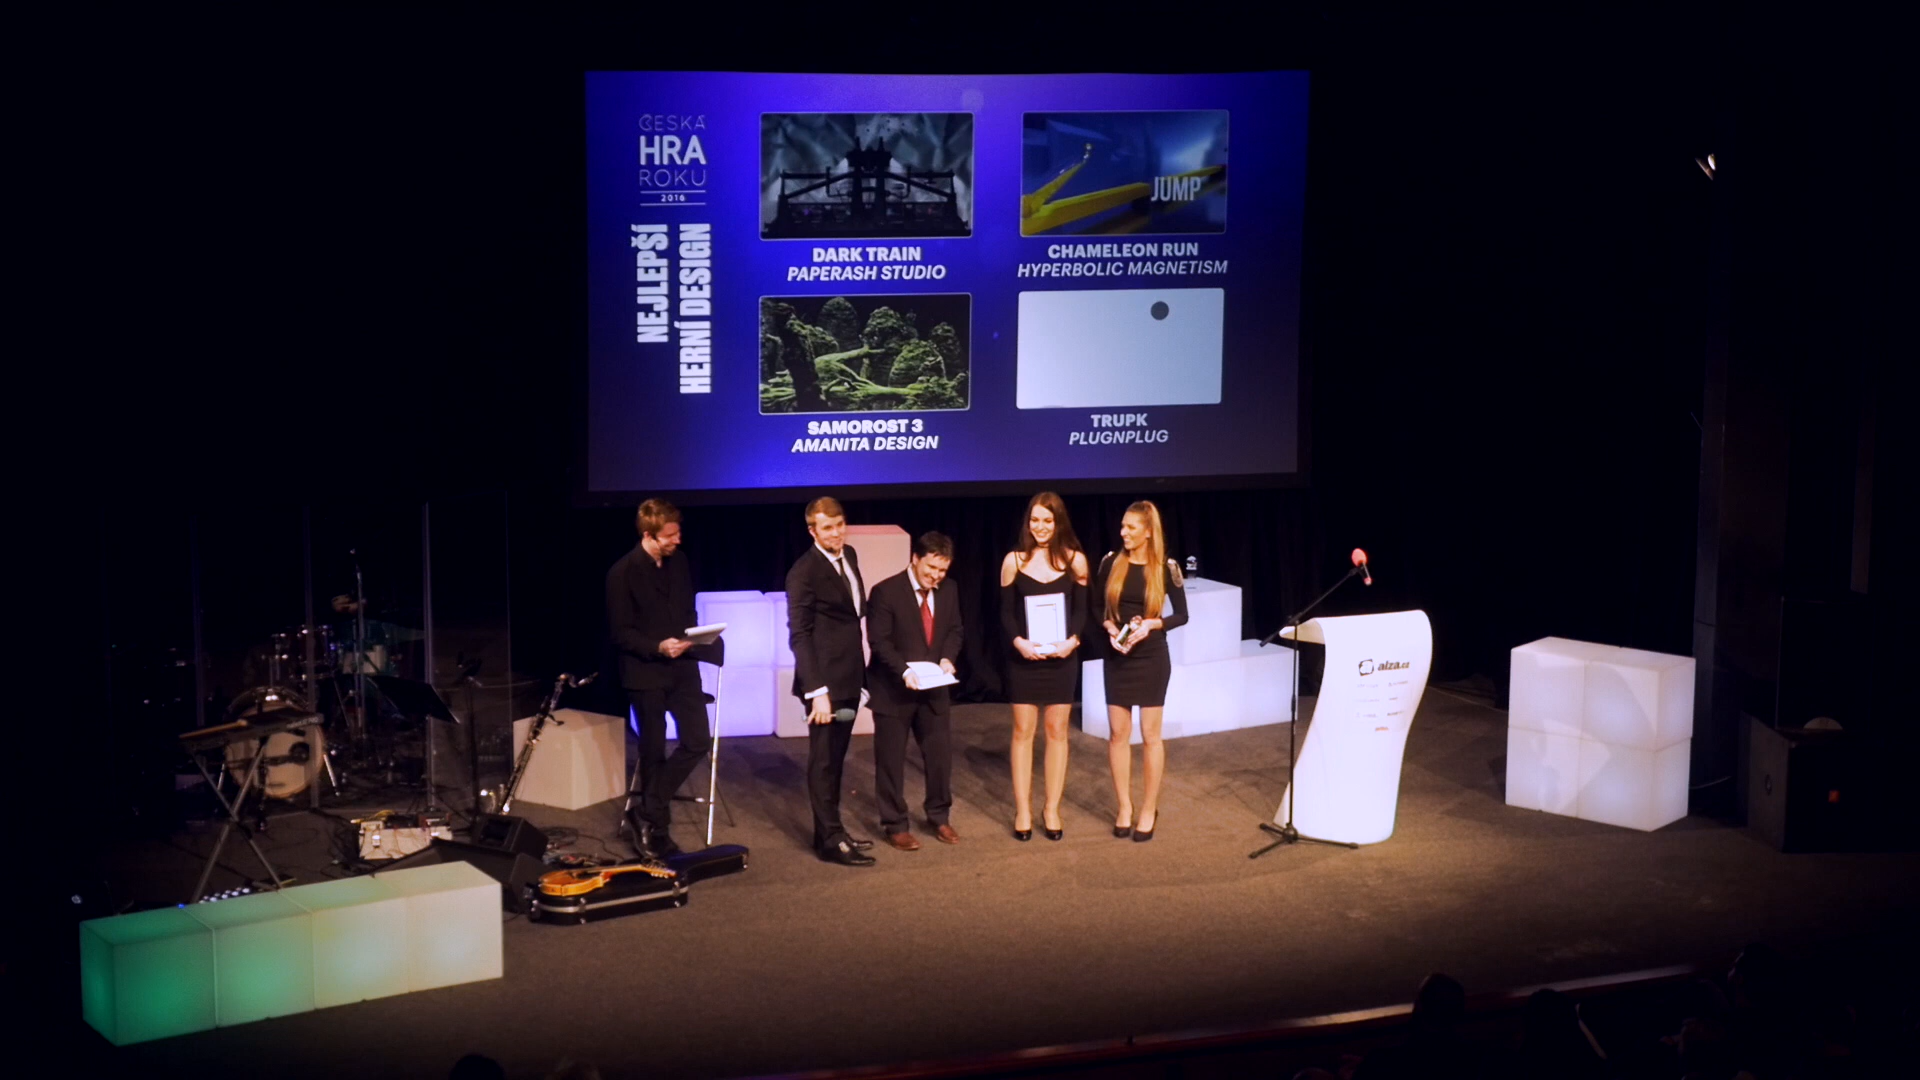 ČESKÁ
HRA
ROKU
2016
NEJLEPŠÍ
HERNÍ DESIGN
DARK TRAIN
PAPERASH STUDIO
JUMP
CHAMELEON RUN
HYPERBOLIC MAGNETISM
SAMOROST 3
AMANITA DESIGN
TRUPK
PLUGNPLUG
alza.cz